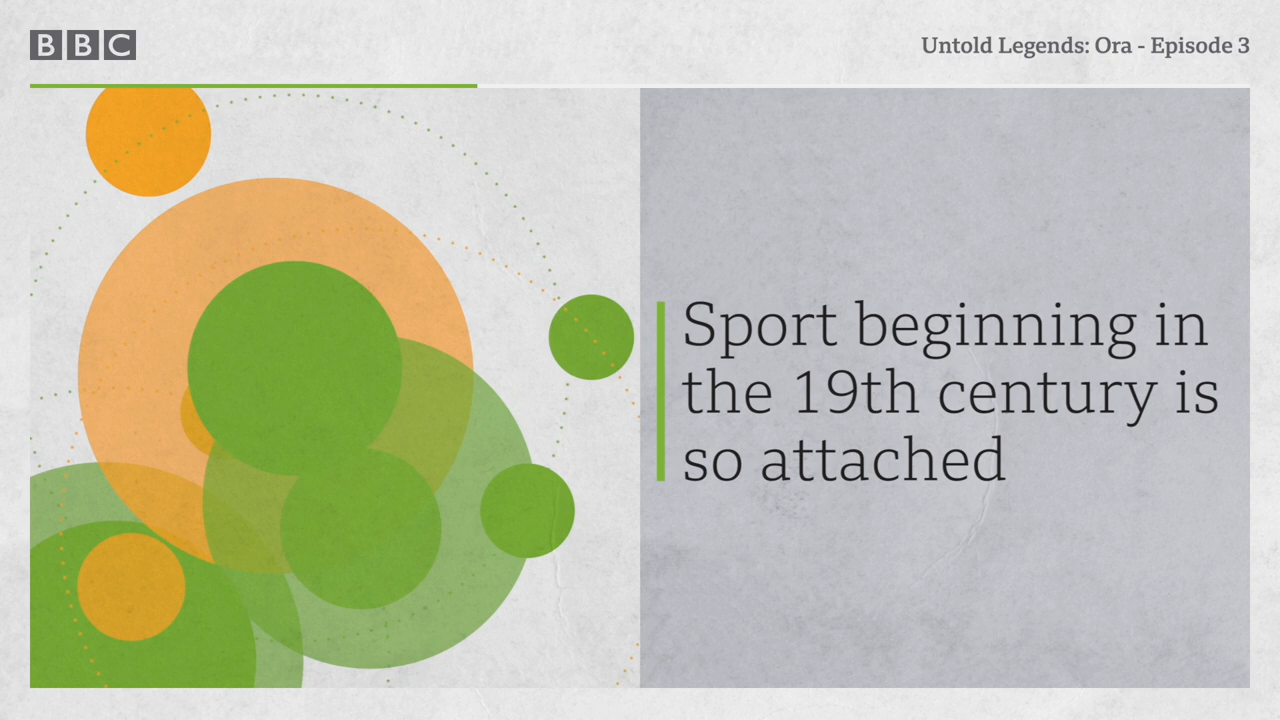 BBC
Untold Legends: Ora - Episode 3
Sport beginning in
the 19th century is
so attached